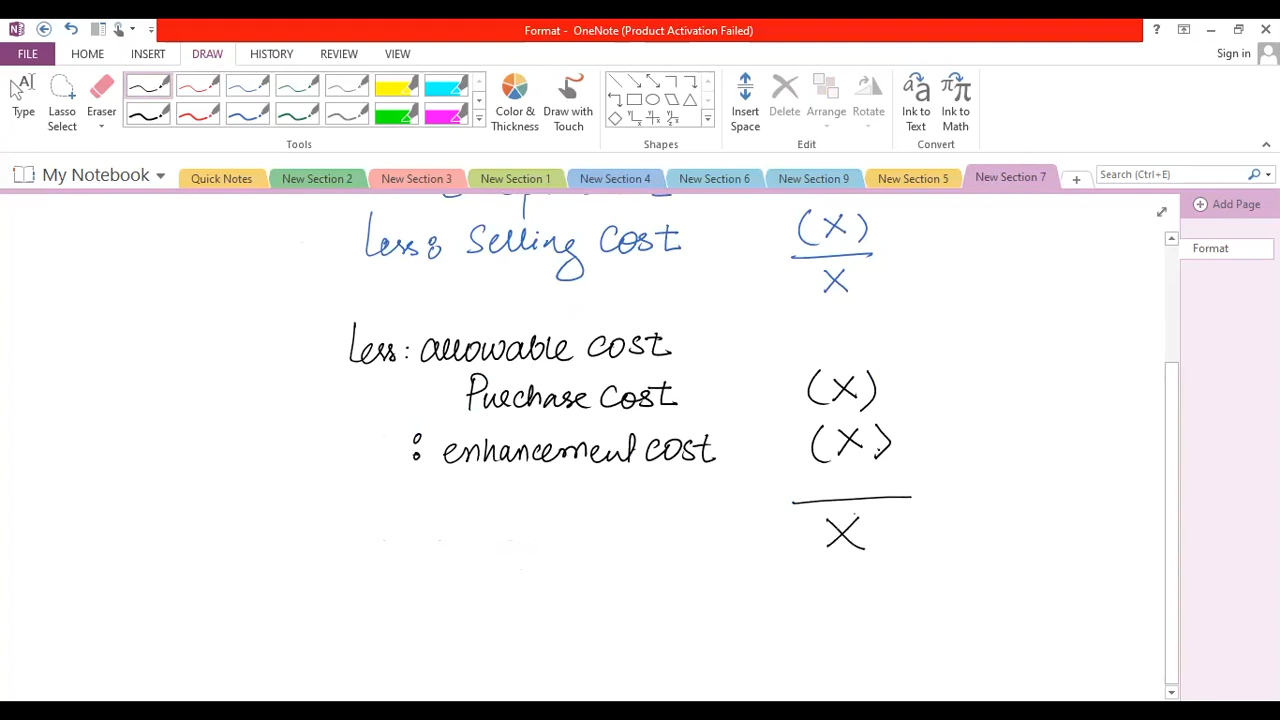 Format - OneNote (Product Activation Failed)
?
Sign in
FILE HOME INSERT DRAW HISTORY REVIEW VIEW
Type
Lasso Select
Eraser
Color & Thickness
Draw with Touch
Insert Space
Delete
Arrange
Rotate
Ink to Text
Ink to Math
Tools Shapes Edit Convert
My Notebook Quick Notes New Section 2 New Section 3 New Section 1 New Section 4 New Section 6 New Section 9 New Section 5 New Section 7 Search (Ctrl+E)
Add Page
Format
less: Selling cost (X)
X
less: allowable cost
Purchase cost (X)
: enhancement cost (X)
X